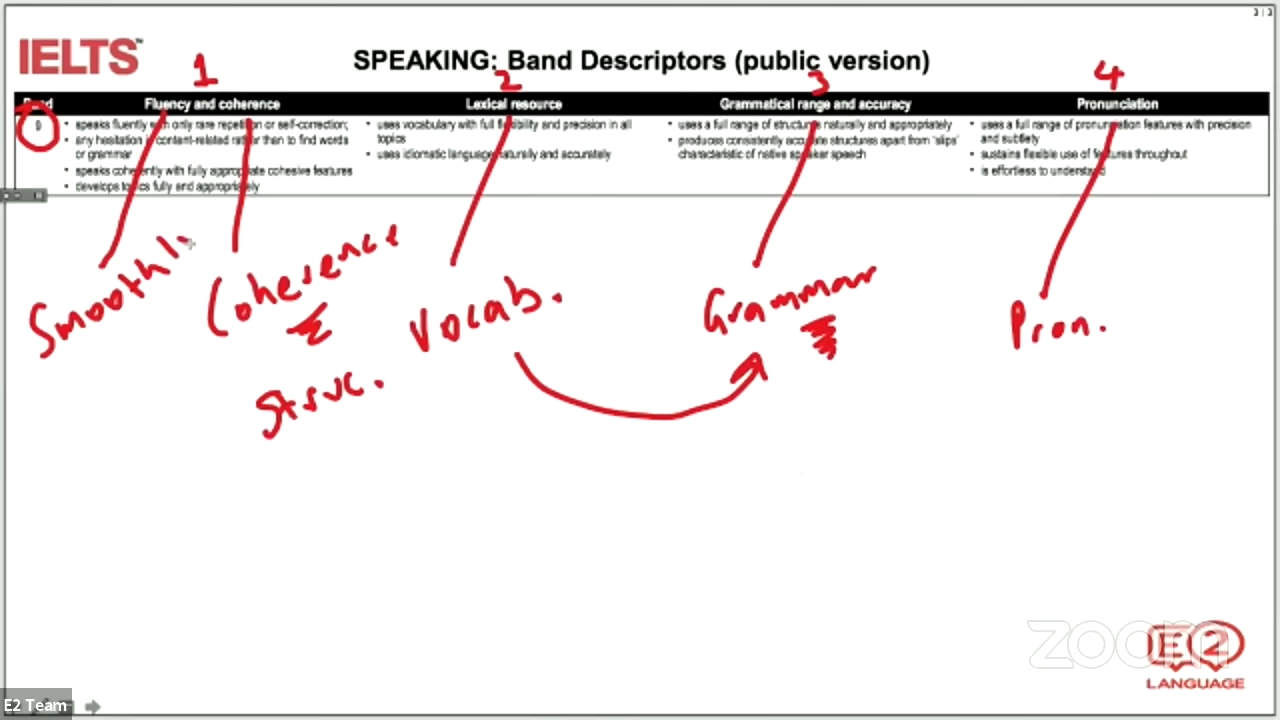 3 | 3
IELTS™
SPEAKING: Band Descriptors (public version)
1 2 3 4
Band Fluency and coherence Lexical resource Grammatical range and accuracy Pronunciation
9
• speaks fluently with only rare repetition or self-correction;
• any hesitation is content-related rather than to find words
or grammar
• speaks coherently with fully appropriate cohesive features
• develops topics fully and appropriately
• uses vocabulary with full flexibility and precision in all
topics
• uses idiomatic language naturally and accurately
• uses a full range of structures naturally and appropriately
• produces consistently accurate structures apart from 'slips'
characteristic of native speaker speech
• uses a full range of pronunciation features with precision
and subtlety
• sustains flexible use of features throughout
• is effortless to understand
Smoothly
Coherence
Struc.
Vocab.
Grammar
Pron.
zoom
E2
LANGUAGE
E2 Team